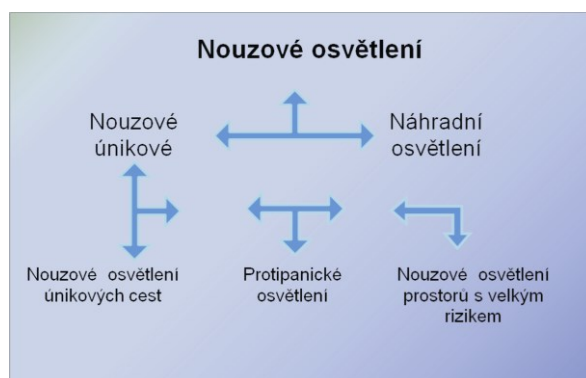 Nouzové osvětlení
Nouzové
únikové
Náhradní
osvětlení
Nouzové osvětlení
únikových cest
Protipanické
osvětlení
Nouzové osvětlení
prostorů s velkým
rizikem